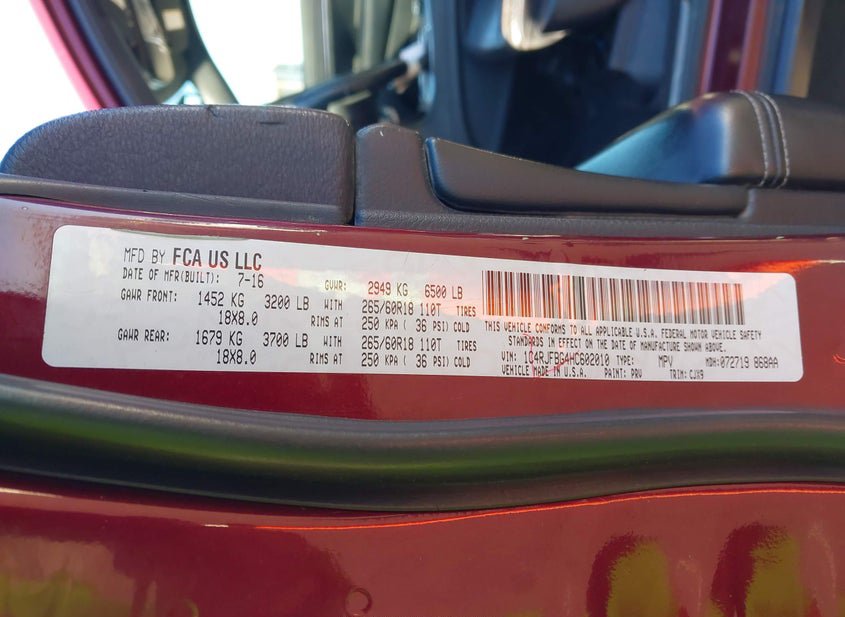 MFD BY FCA US LLC
DATE OF MFR(BUILT): 7-16 GVWR: 2949 KG 6500 LB
GAWR FRONT: 1452 KG 3200 LB WITH 265/60R18 110T TIRES
18X8.0 RIMS AT 250 KPA ( 36 PSI) COLD
GAWR REAR: 1679 KG 3700 LB WITH 265/60R18 110T TIRES
18X8.0 RIMS AT 250 KPA ( 36 PSI) COLD
THIS VEHICLE CONFORMS TO ALL APPLICABLE U.S.A. FEDERAL MOTOR VEHICLE SAFETY
STANDARDS IN EFFECT ON THE DATE OF MANUFACTURE SHOWN ABOVE.
VIN: 1C4RJFBG4HC602010 TYPE: MPV MDH:072719 868AA
VEHICLE MADE IN U.S.A. PAINT: PRV TRIM: CJX9